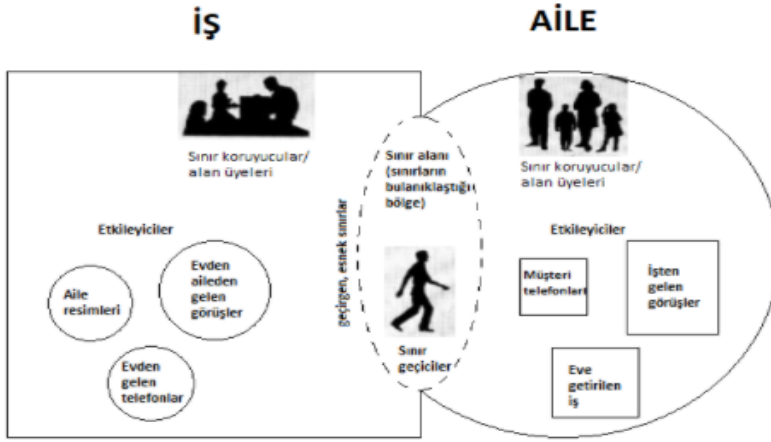 İŞ
AİLE
Sınır koruyucular/
alan üyeleri
Etkileyiciler
Aile
resimleri
Evden
aileden
gelen
görüşler
Evden
gelen
telefonlar
geçirgen, esnek sınırlar
Sınır alanı
(sınırların
bulanıklaştığı
bölge)
Sınır
geçiciler
Sınır koruyucular/
alan üyeleri
Etkileyiciler
Müşteri
telefonları
İşten
gelen
görüşler
Eve
getirilen
iş